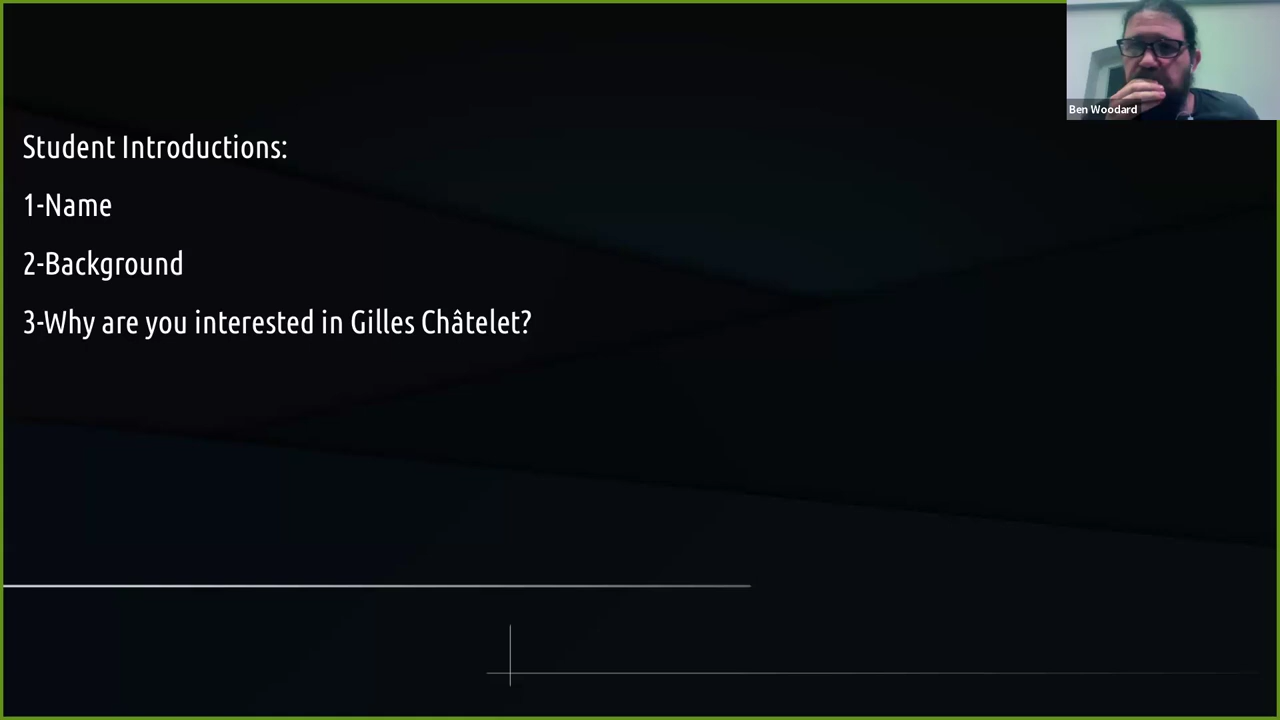 Ben Woodard
Student Introductions:
1-Name
2-Background
3-Why are you interested in Gilles Châtelet?